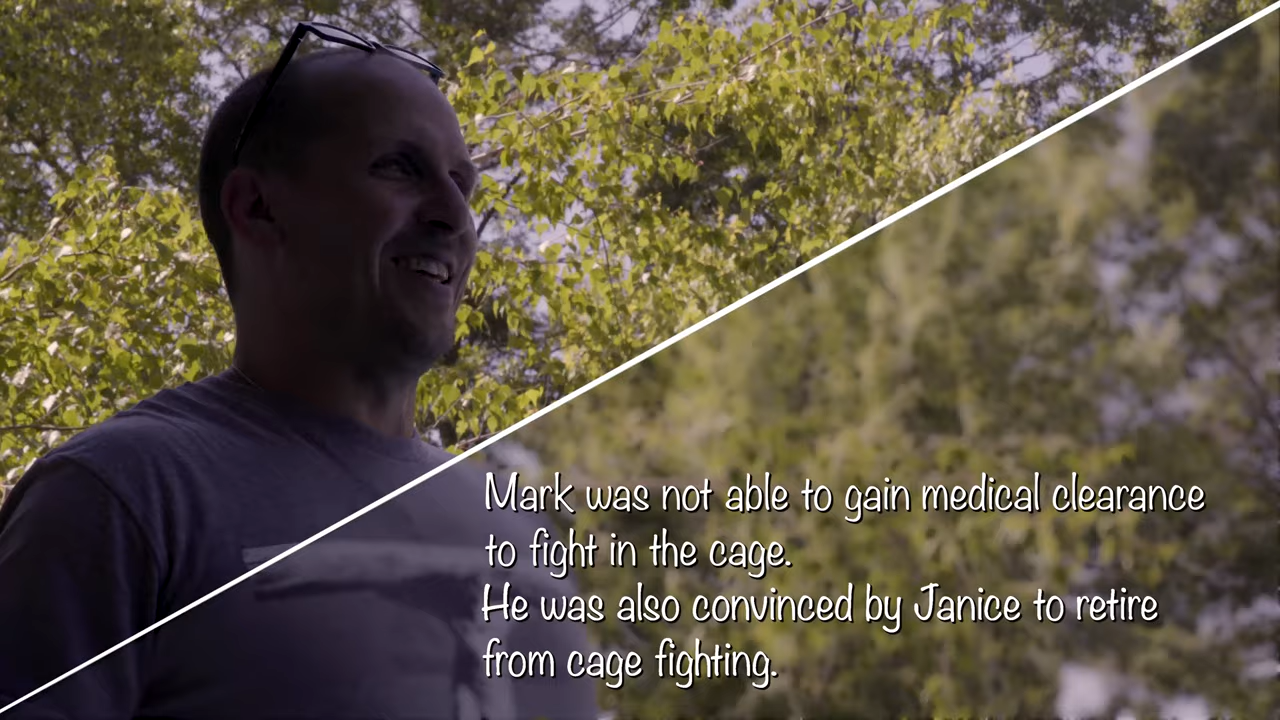 Mark was not able to gain medical clearance
to fight in the cage.
He was also convinced by Janice to retire
from cage fighting.